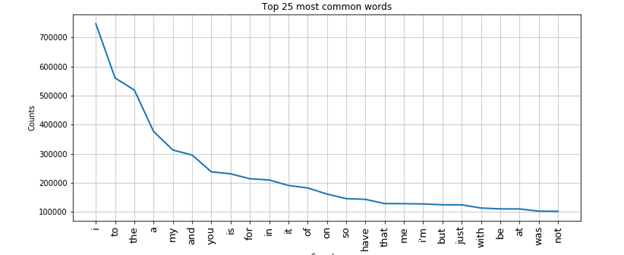 Top 25 most common words
700000
600000
500000
400000
300000
200000
100000
Counts
i to the a my and you is for in it of on so have that me i'm but just with be at was not